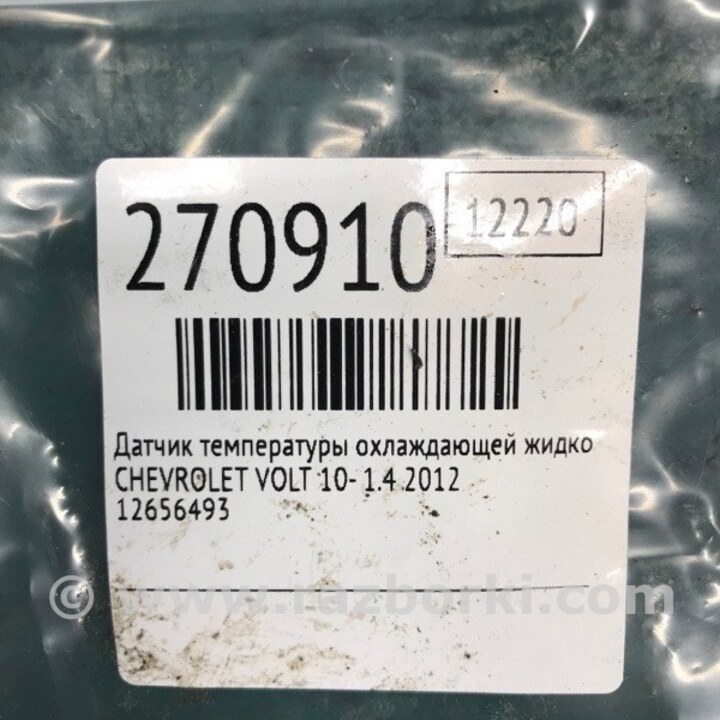 270910 12220
Датчик температуры охлаждающей жидко
CHEVROLET VOLT 10- 1.4 2012
12656493
© www.razborki.com